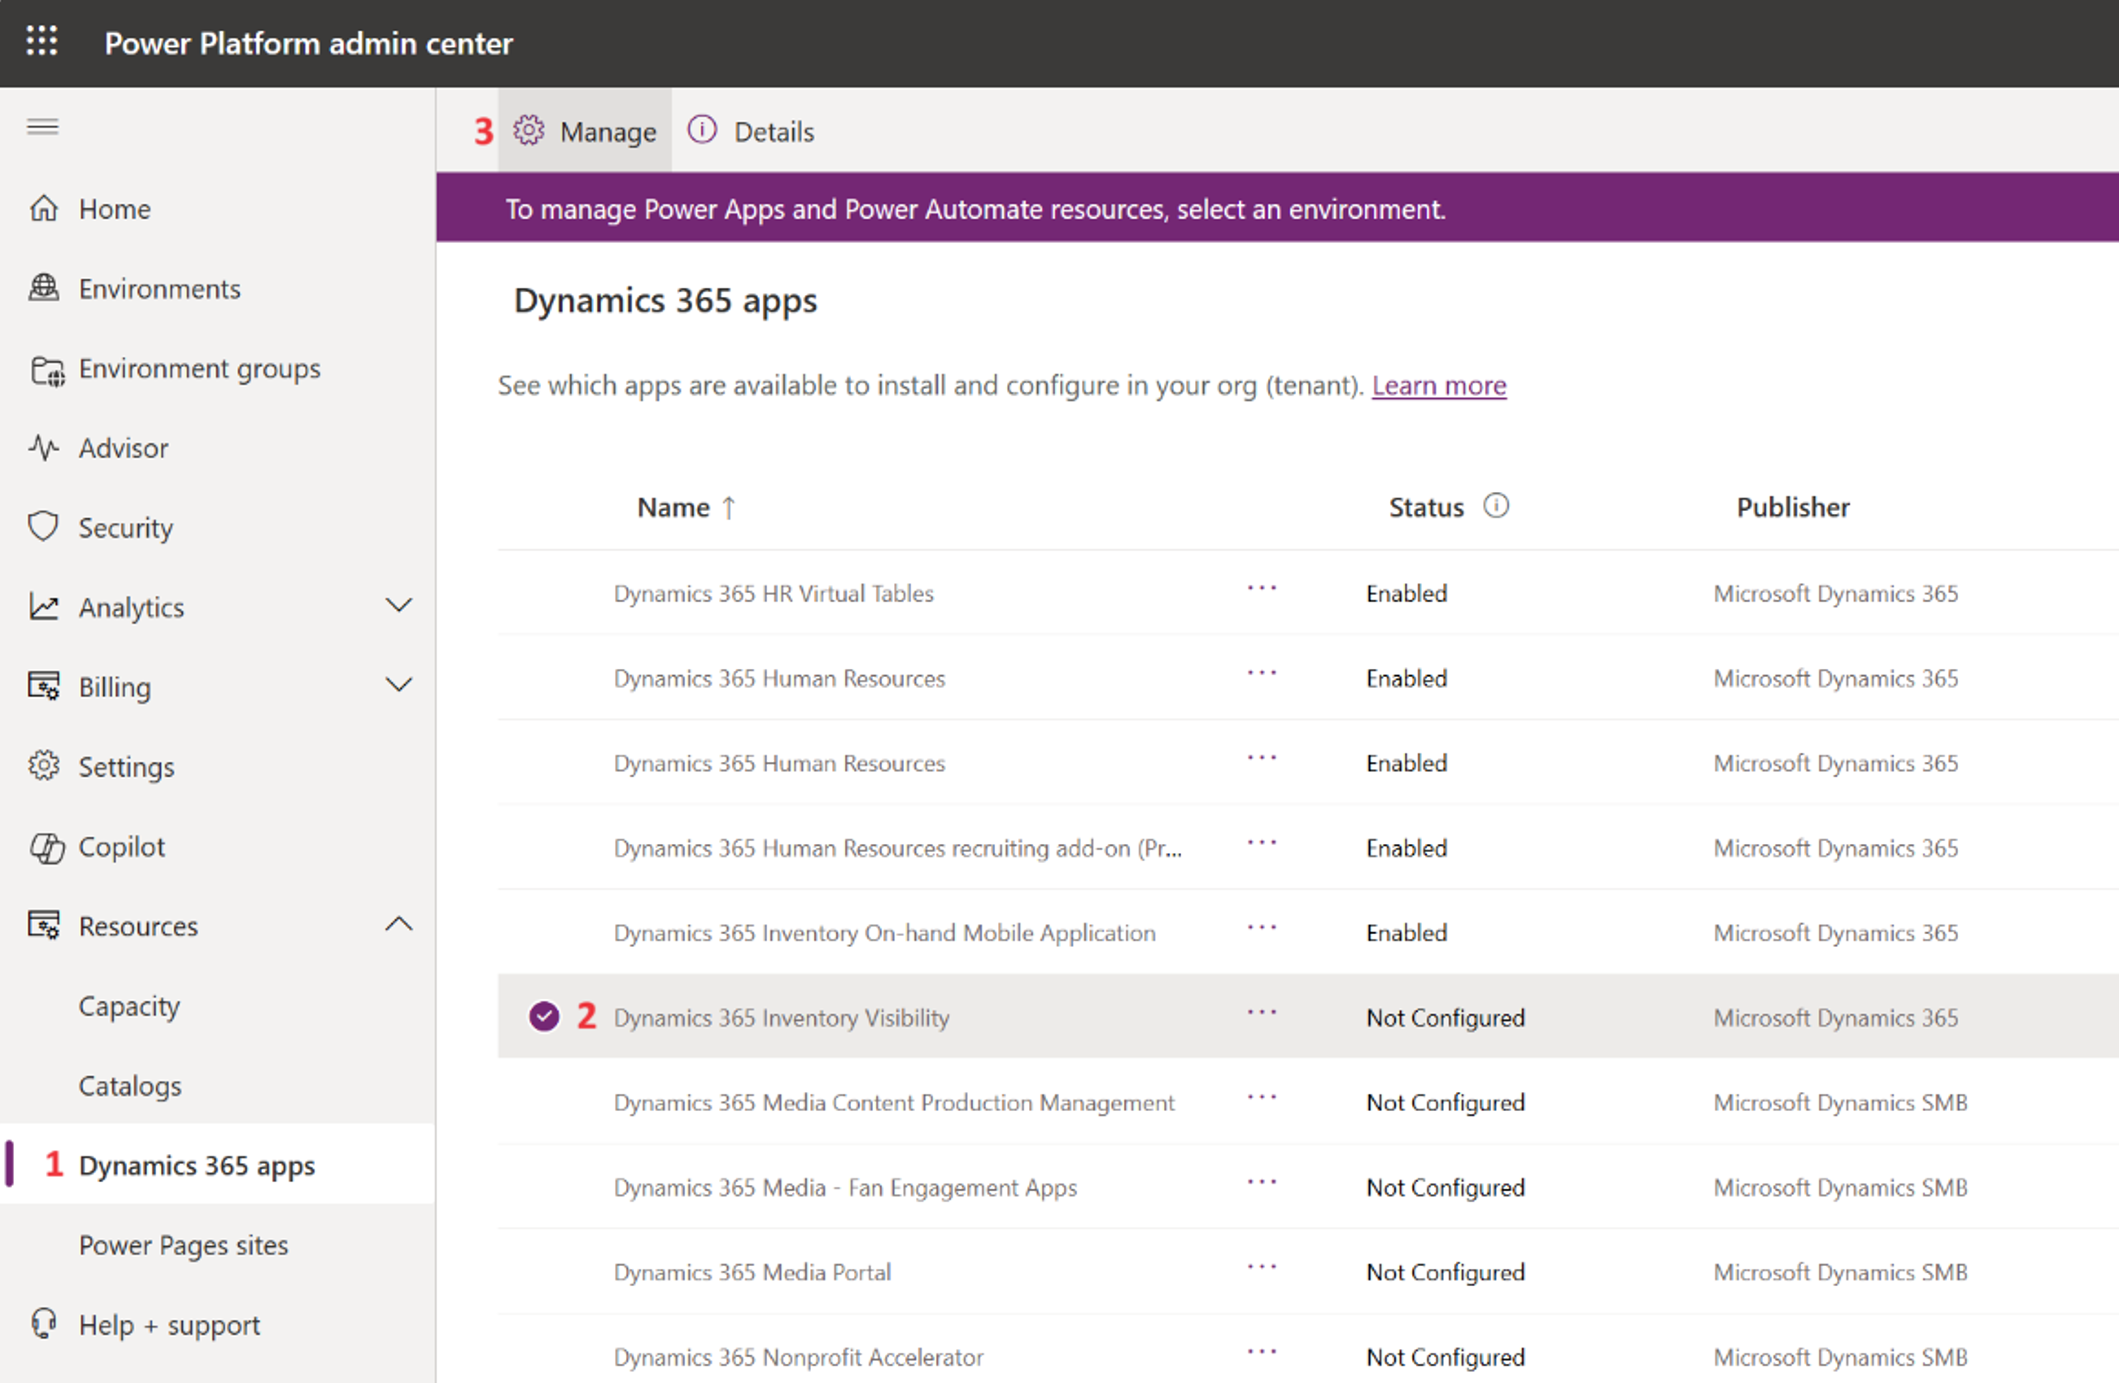 Power Platform admin center
3 Manage Details
To manage Power Apps and Power Automate resources, select an environment.
Home
Environments
Environment groups
Advisor
Security
Analytics
Billing
Settings
Copilot
Resources
Capacity
Catalogs
1 Dynamics 365 apps
Power Pages sites
Help + support
Dynamics 365 apps
See which apps are available to install and configure in your org (tenant). Learn more
Name ↑ Status Publisher
Dynamics 365 HR Virtual Tables ... Enabled Microsoft Dynamics 365
Dynamics 365 Human Resources ... Enabled Microsoft Dynamics 365
Dynamics 365 Human Resources ... Enabled Microsoft Dynamics 365
Dynamics 365 Human Resources recruiting add-on (Pr... ... Enabled Microsoft Dynamics 365
Dynamics 365 Inventory On-hand Mobile Application ... Enabled Microsoft Dynamics 365
2 Dynamics 365 Inventory Visibility ... Not Configured Microsoft Dynamics 365
Dynamics 365 Media Content Production Management ... Not Configured Microsoft Dynamics SMB
Dynamics 365 Media - Fan Engagement Apps ... Not Configured Microsoft Dynamics SMB
Dynamics 365 Media Portal ... Not Configured Microsoft Dynamics SMB
Dynamics 365 Nonprofit Accelerator ... Not Configured Microsoft Dynamics SMB